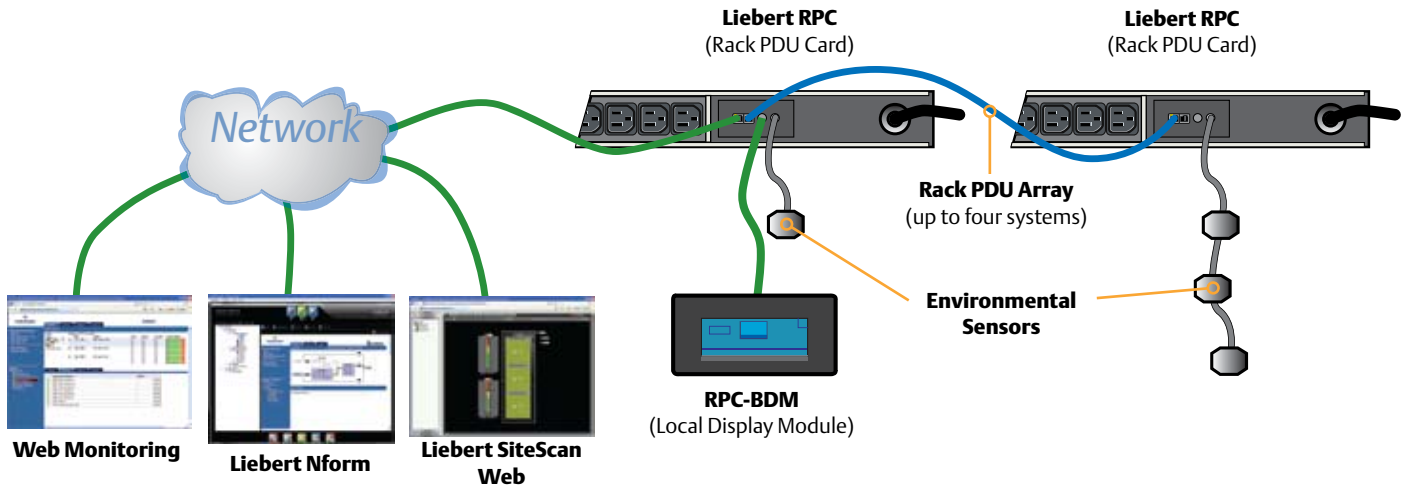 Liebert RPC
(Rack PDU Card)
Liebert RPC
(Rack PDU Card)
Network
Rack PDU Array
(up to four systems)
Environmental
Sensors
RPC-BDM
(Local Display Module)
Web Monitoring
Liebert Nform
Liebert SiteScan
Web